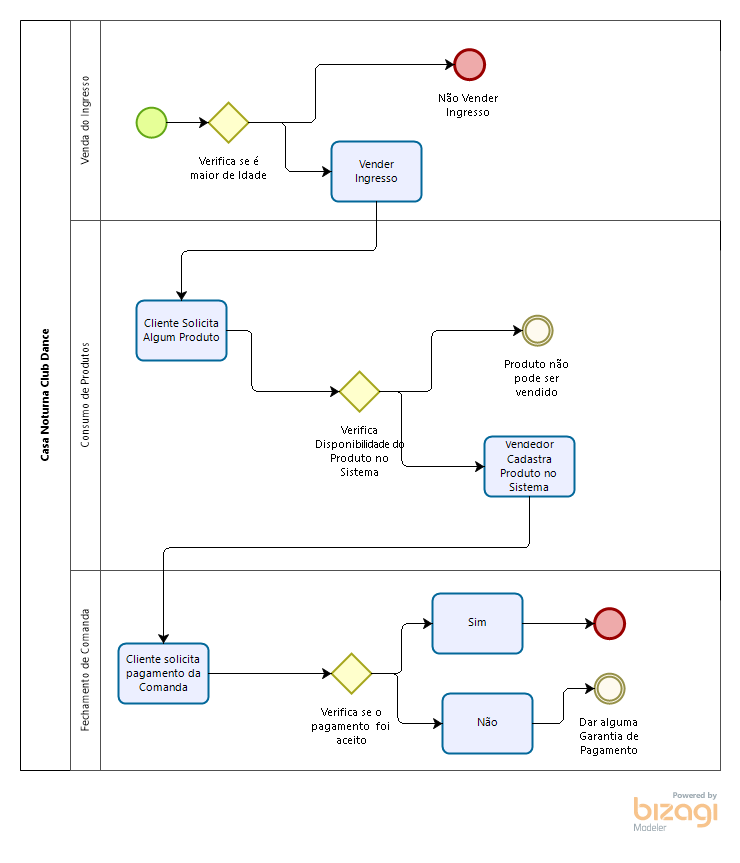 Casa Noturna Club Dance
Venda do Ingresso
Não Vender
Ingresso
Verifica se é
maior de Idade
Vender
Ingresso
Consumo de Produtos
Cliente Solicita
Algum Produto
Produto não
pode ser
vendido
Verifica
Disponibilidade do
Produto no
Sistema
Vendedor
Cadastra
Produto no
Sistema
Fechamento de Comanda
Cliente solicita
pagamento da
Comanda
Verifica se o
pagamento foi
aceito
Sim
Não
Dar alguma
Garantia de
Pagamento
Powered by
bizagi
Modeler